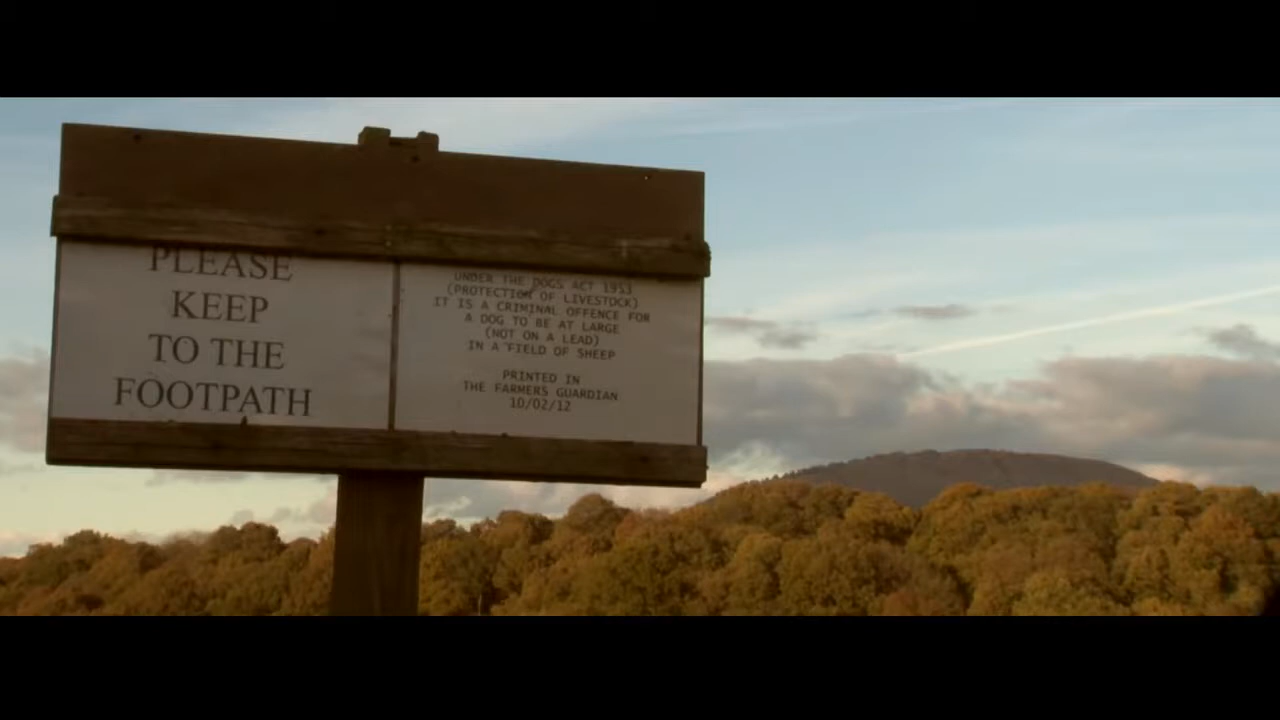 PLEASE
KEEP
TO THE
FOOTPATH
UNDER THE DOGS ACT 1953
(PROTECTION OF LIVESTOCK)
IT IS A CRIMINAL OFFENCE FOR
A DOG TO BE AT LARGE
(NOT ON A LEAD)
IN A FIELD OF SHEEP
PRINTED IN
THE FARMERS GUARDIAN
10/02/12